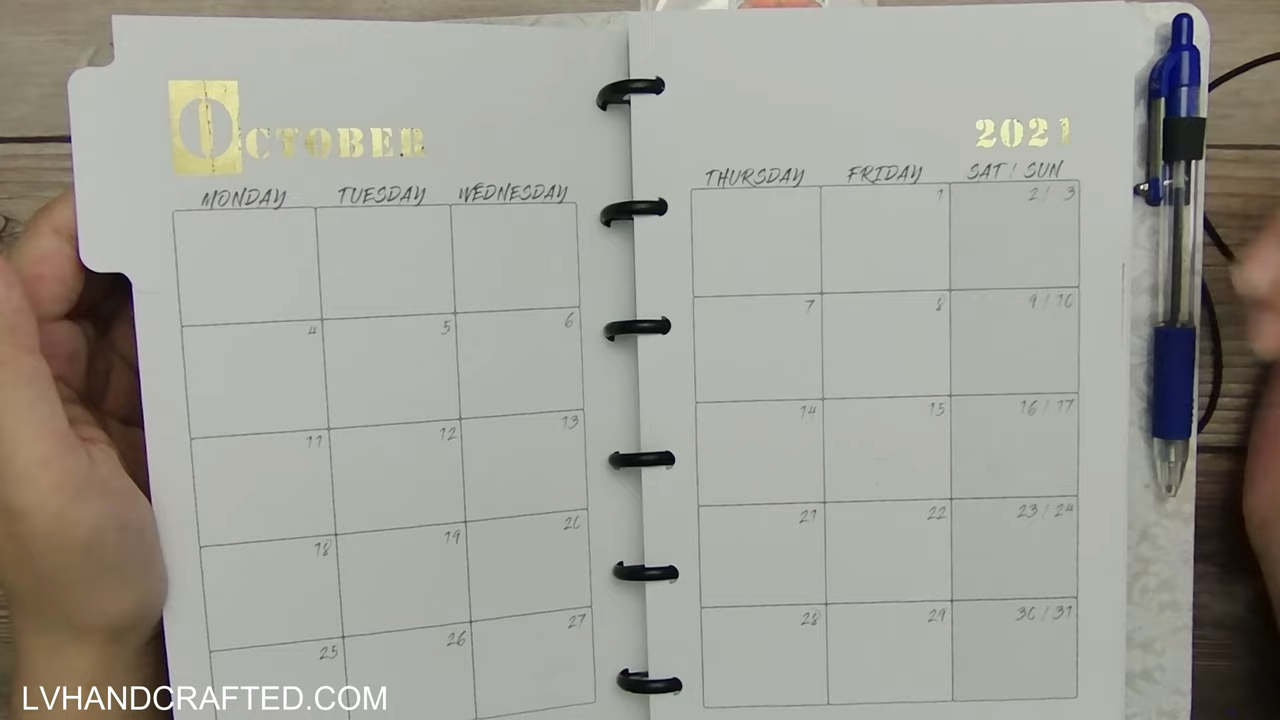 OCTOBER
2021
MONDAY TUESDAY WEDNESDAY THURSDAY FRIDAY SAT / SUN
1 2 / 3
4 5 6 7 8 9 / 10
11 12 13 14 15 16 / 17
18 19 20 21 22 23 / 24
25 26 27 28 29 30 / 31
LVHANDCRAFTED.COM